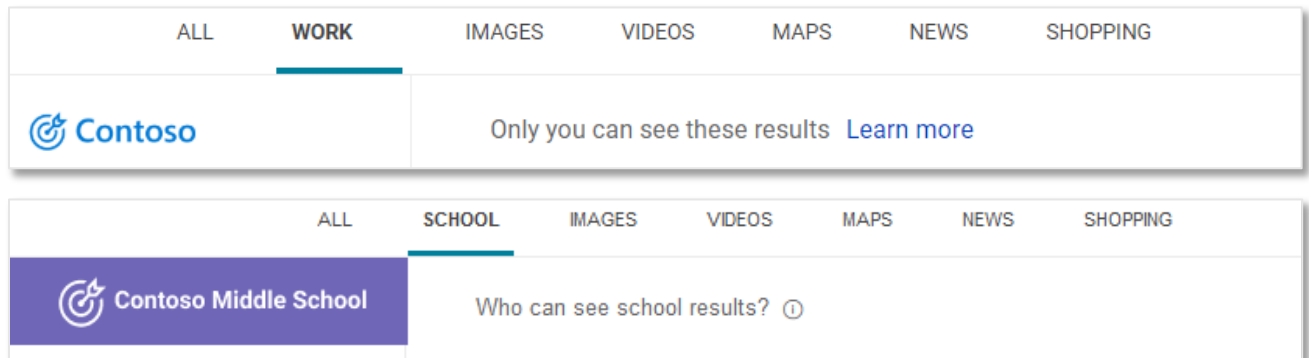 ALL WORK IMAGES VIDEOS MAPS NEWS SHOPPING
Contoso Only you can see these results Learn more
ALL SCHOOL IMAGES VIDEOS MAPS NEWS SHOPPING
Contoso Middle School Who can see school results?